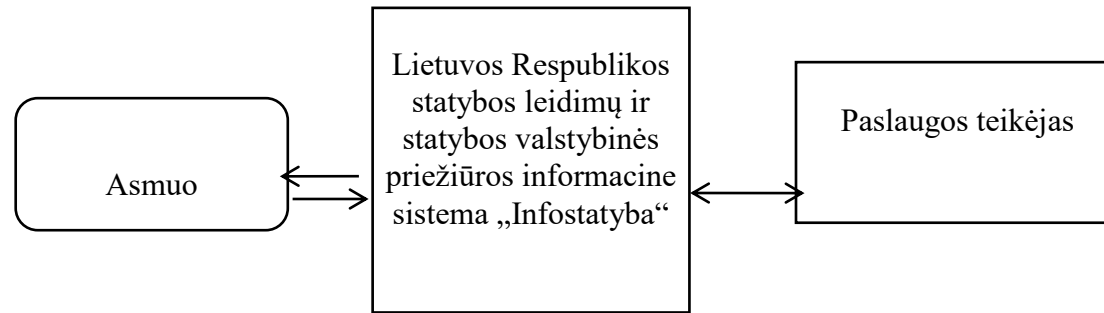 Asmuo
Lietuvos Respublikos
statybos leidimų ir
statybos valstybinės
priežiūros informacine
sistema „Infostatyba“
Paslaugos teikėjas